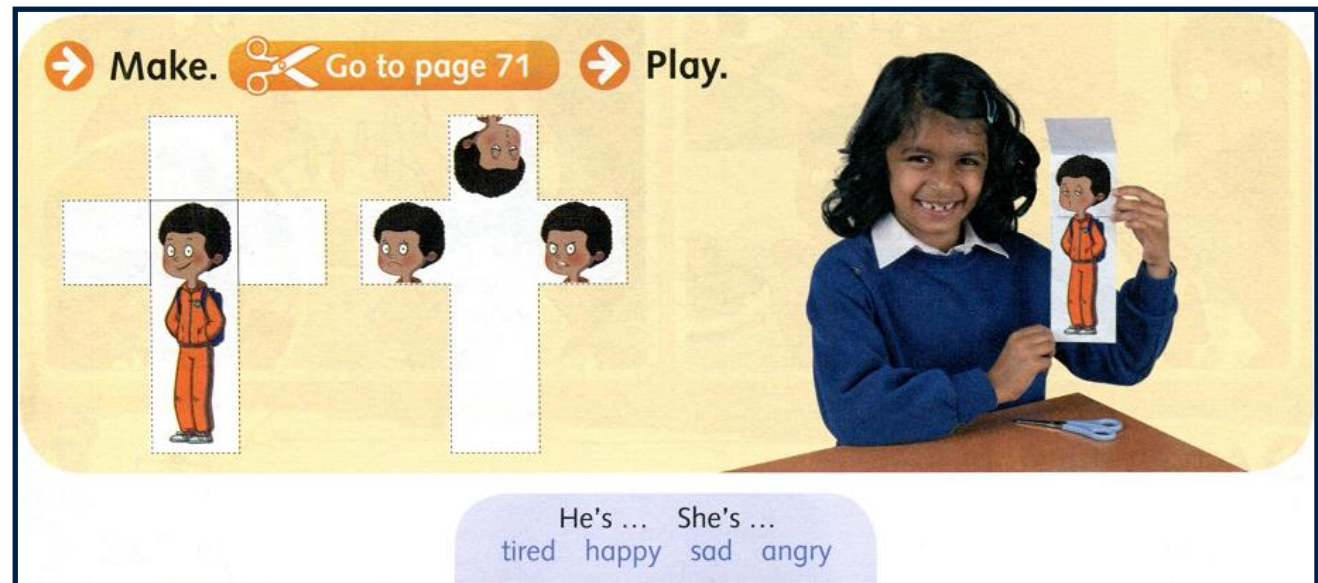 Make. Go to page 71 Play.
He's ... She's ...
tired happy sad angry